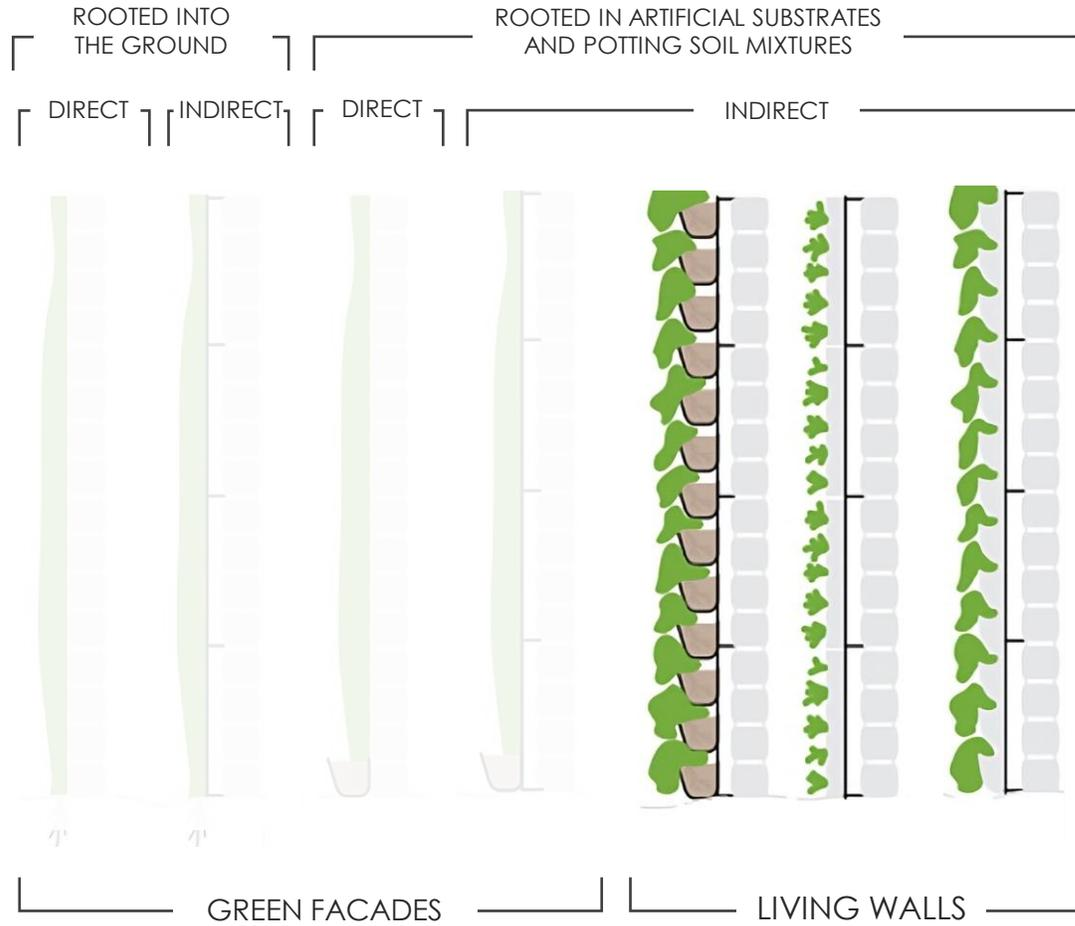 ROOTED INTO
THE GROUND
ROOTED IN ARTIFICIAL SUBSTRATES
AND POTTING SOIL MIXTURES
DIRECT
INDIRECT
DIRECT
INDIRECT
GREEN FACADES
LIVING WALLS